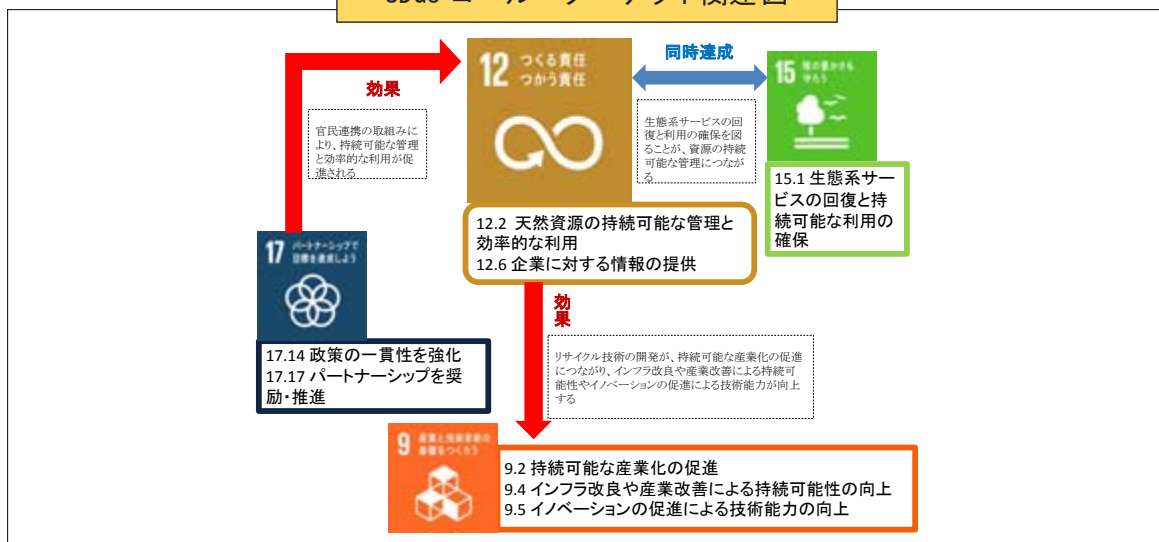 効果
12 つくる責任
つかう責任
同時達成
15 陸の豊かさも
守ろう
官民連携の取組みに
より、持続可能な管理
と効率的な利用が促
進される
生態系サービスの回
復と利用の確保を図
ることが、資源の持続
可能な管理につなが
る
15.1 生態系サー
ビスの回復と持
続可能な利用の
確保
12.2 天然資源の持続可能な管理と
効率的な利用
12.6 企業に対する情報の提供
17 パートナーシップで
目標を達成しよう
17.14 政策の一貫性を強化
17.17 パートナーシップを奨
励・推進
効
果
リサイクル技術の開発が、持続可能な産業化の促進
につながり、インフラ改良や産業改善による持続可
能性やイノベーションの促進による技術能力が向上
する
9 産業と技術革新の
基盤をつくろう
9.2 持続可能な産業化の促進
9.4 インフラ改良や産業改善による持続可能性の向上
9.5 イノベーションの促進による技術能力の向上